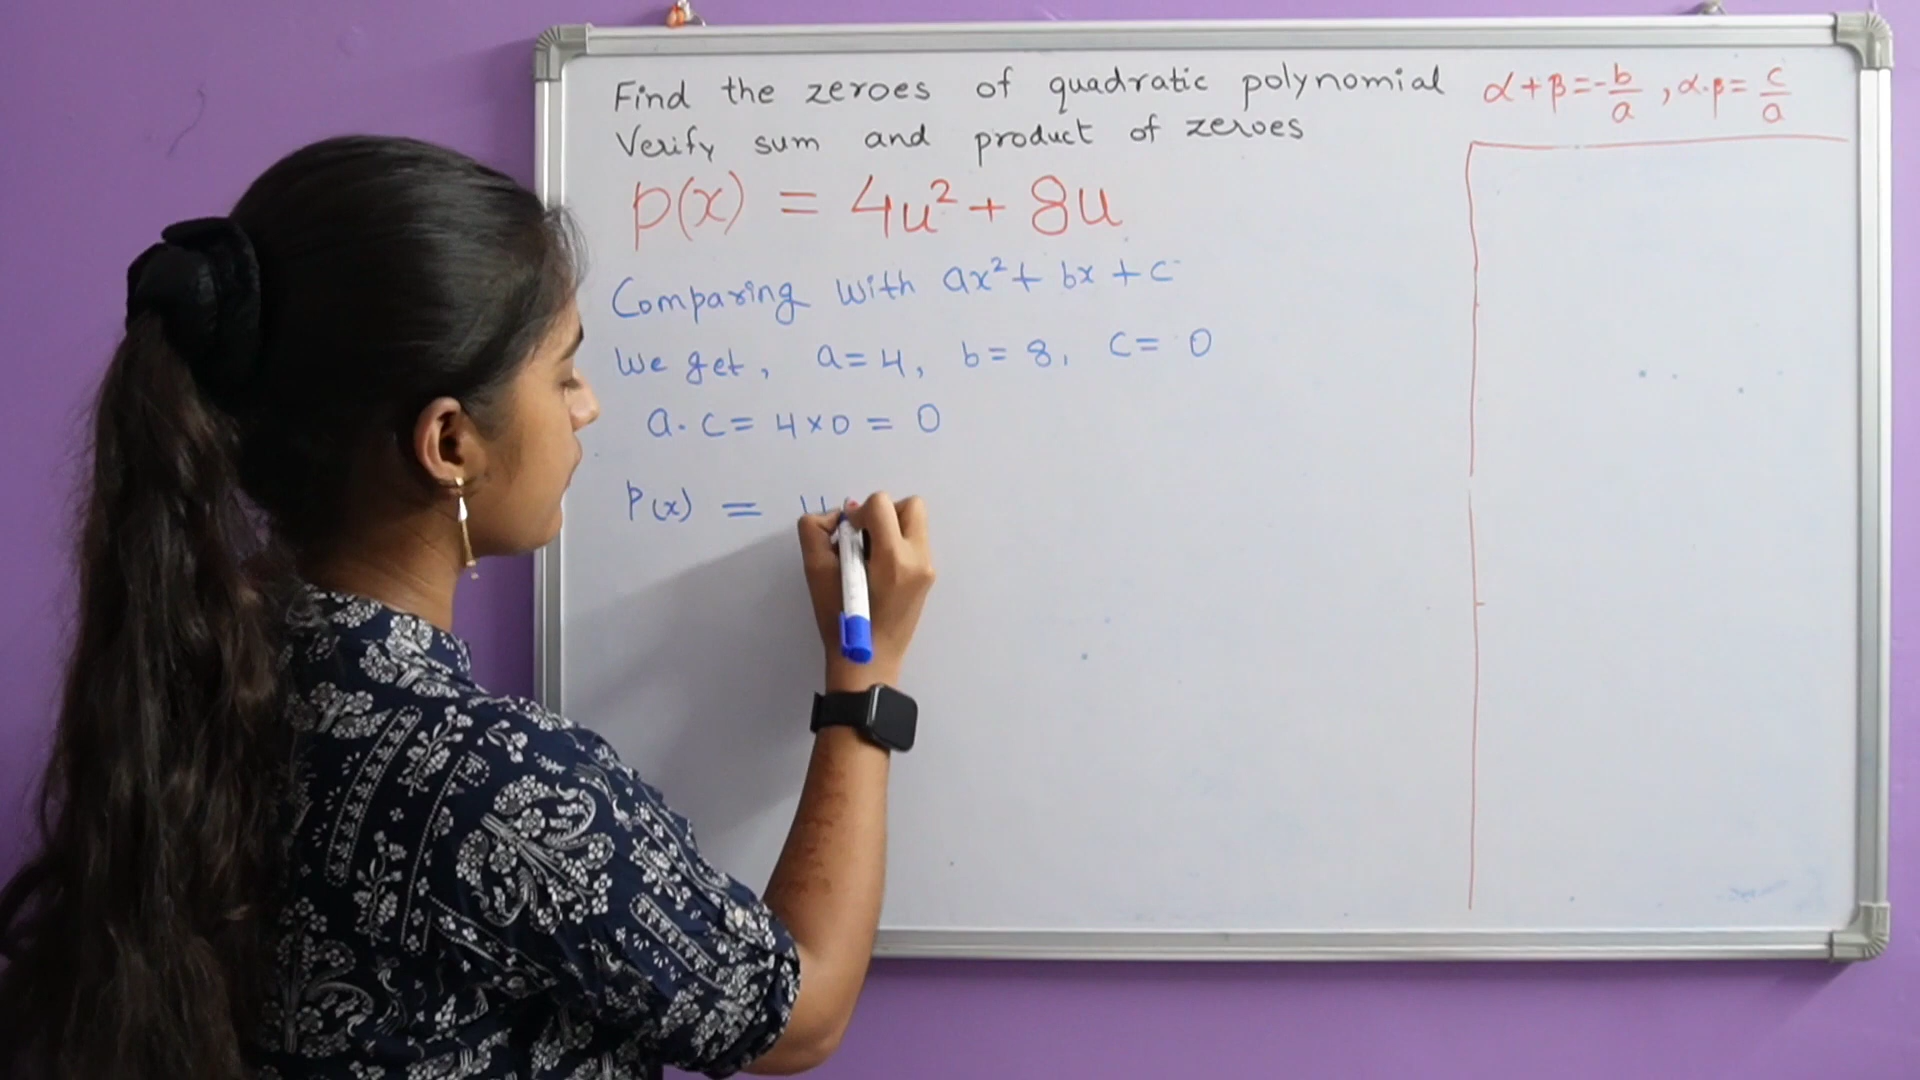 Find the zeroes of quadratic polynomial α+β=-b/a , α.β=c/a
Verify sum and product of zeroes
p(x) = 4u² + 8u
Comparing with ax² + bx + c
We get, a=4, b=8, c=0
a.c=4×0=0
P(x) = 4